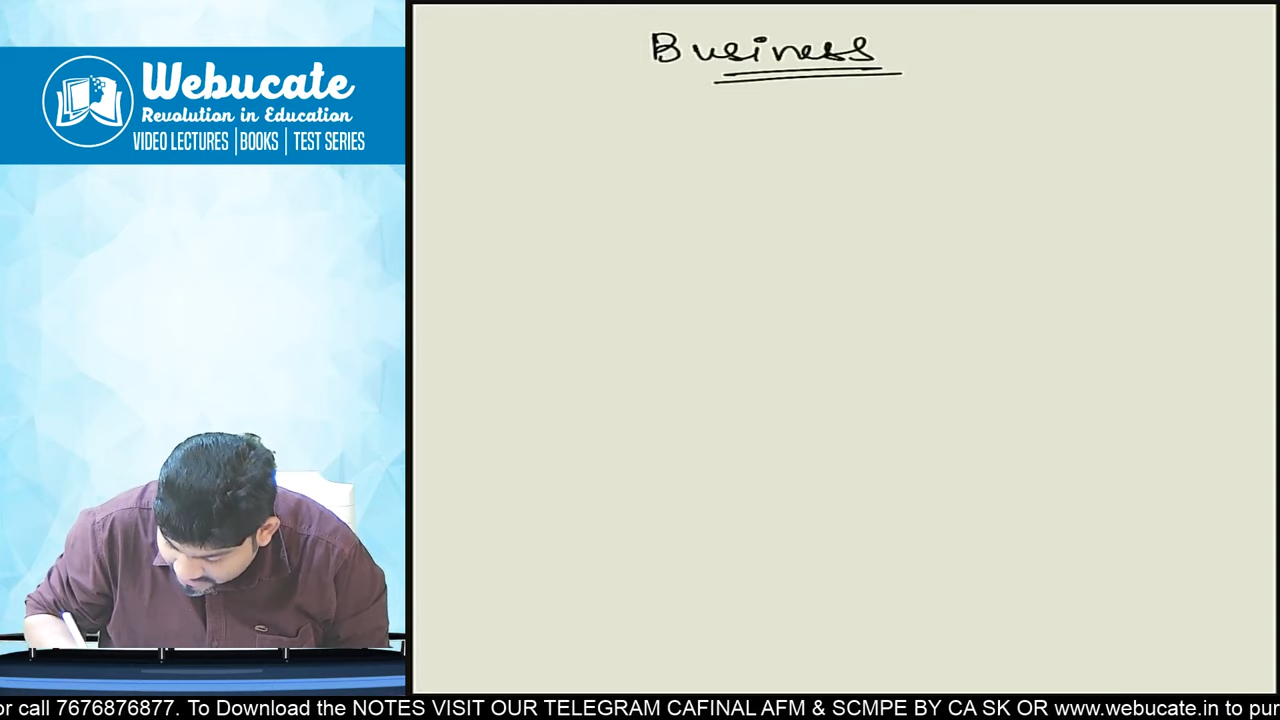 Webucate
Revolution in Education
VIDEO LECTURES | BOOKS | TEST SERIES
Business
or call 7676876877. To Download the NOTES VISIT OUR TELEGRAM CAFINAL AFM & SCMPE BY CA SK OR www.webucate.in to pur